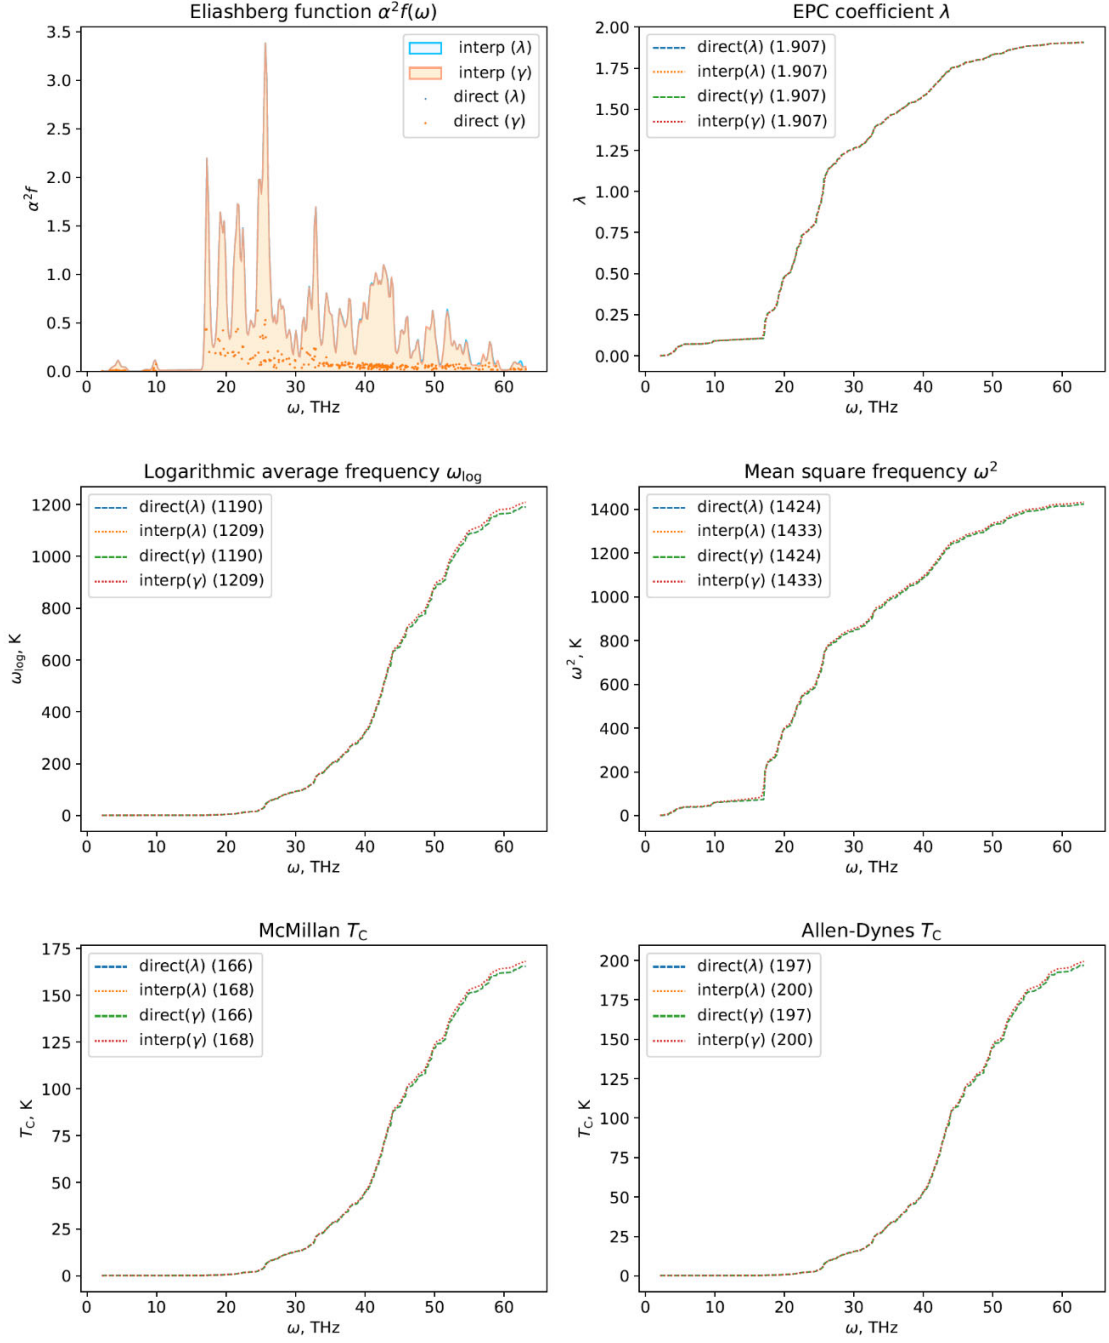 Eliashberg function α²f(ω)
3.5
3.0
2.5
2.0
1.5
1.0
0.5
0.0
α²f
interp (λ)
interp (γ)
direct (λ)
direct (γ)
0 10 20 30 40 50 60
ω, THz
EPC coefficient λ
2.00
1.75
1.50
1.25
1.00
0.75
0.50
0.25
0.00
λ
direct(λ) (1.907)
interp(λ) (1.907)
direct(γ) (1.907)
interp(γ) (1.907)
0 10 20 30 40 50 60
ω, THz
Logarithmic average frequency ωlog
1200
1000
800
600
400
200
0
ωlog, K
direct(λ) (1190)
interp(λ) (1209)
direct(γ) (1190)
interp(γ) (1209)
0 10 20 30 40 50 60
ω, THz
Mean square frequency ω²
1400
1200
1000
800
600
400
200
0
ω², K
direct(λ) (1424)
interp(λ) (1433)
direct(γ) (1424)
interp(γ) (1433)
0 10 20 30 40 50 60
ω, THz
McMillan TC
175
150
125
100
75
50
25
0
TC, K
direct(λ) (166)
interp(λ) (168)
direct(γ) (166)
interp(γ) (168)
0 10 20 30 40 50 60
ω, THz
Allen-Dynes TC
200
175
150
125
100
75
50
25
0
TC, K
direct(λ) (197)
interp(λ) (200)
direct(γ) (197)
interp(γ) (200)
0 10 20 30 40 50 60
ω, THz